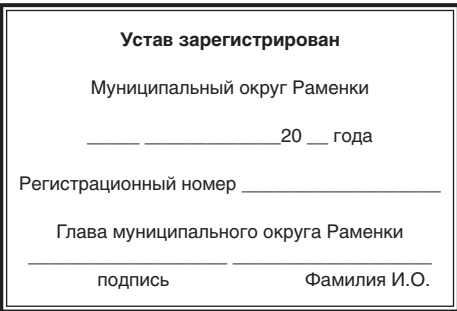 Устав зарегистрирован
Муниципальный округ Раменки
_____ _____________20 __ года
Регистрационный номер ___________________
Глава муниципального округа Раменки
___________________ ___________________
подпись Фамилия И.О.